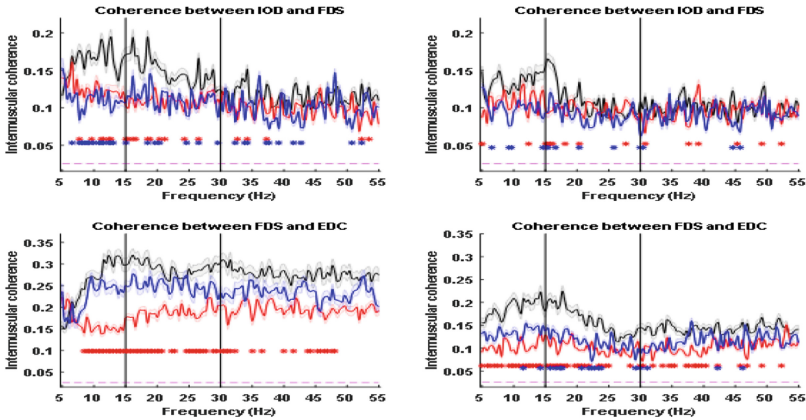 Coherence between IOD and FDS
Intermuscular coherence
0.2
0.15
0.1
0.05
5 10 15 20 25 30 35 40 45 50 55
Frequency (Hz)
Coherence between IOD and FDS
Intermuscular coherence
0.2
0.15
0.1
0.05
5 10 15 20 25 30 35 40 45 50 55
Frequency (Hz)
Coherence between FDS and EDC
Intermuscular coherence
0.35
0.3
0.25
0.2
0.15
0.1
0.05
5 10 15 20 25 30 35 40 45 50 55
Frequency (Hz)
Coherence between FDS and EDC
Intermuscular coherence
0.35
0.3
0.25
0.2
0.15
0.1
0.05
5 10 15 20 25 30 35 40 45 50 55
Frequency (Hz)